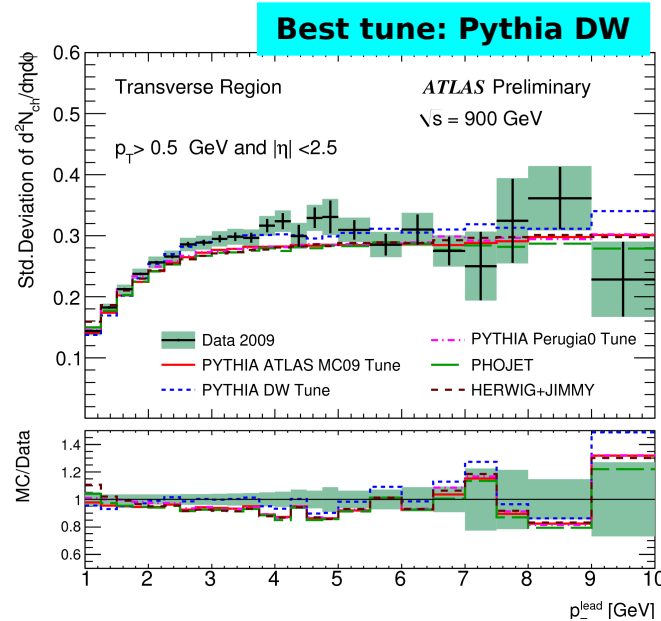 Best tune: Pythia DW
Std.Deviation of d²N_ch/dηdϕ
0.6
0.5
0.4
0.3
0.2
0.1
Transverse Region
ATLAS Preliminary
√s = 900 GeV
p_T> 0.5 GeV and |η| <2.5
Data 2009
PYTHIA ATLAS MC09 Tune
PYTHIA DW Tune
PYTHIA Perugia0 Tune
PHOJET
HERWIG+JIMMY
MC/Data
1.4
1.2
1.0
0.8
0.6
1 2 3 4 5 6 7 8 9 10
p_T^lead [GeV]